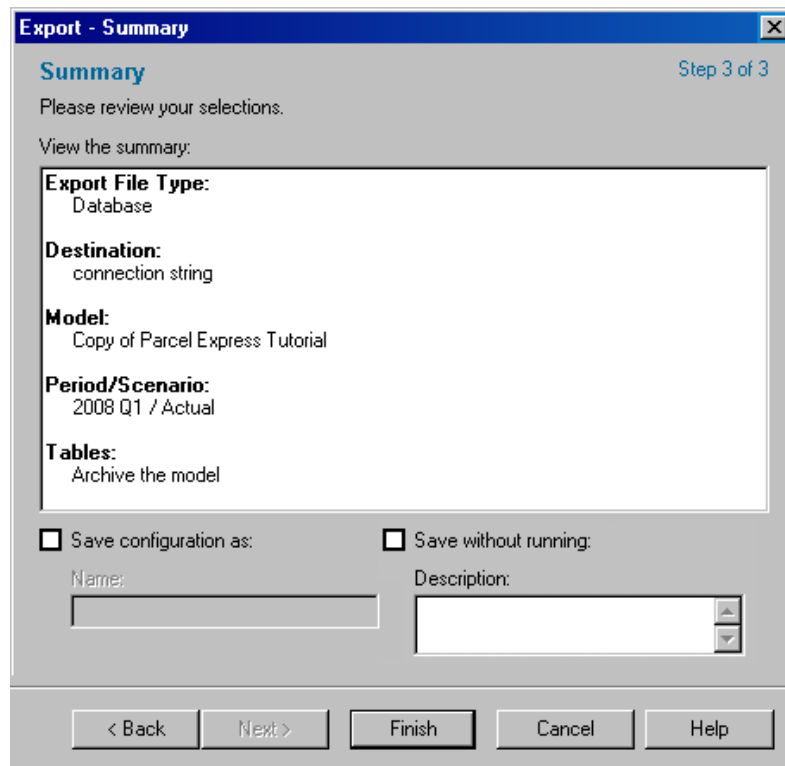 Export - Summary
Summary
Step 3 of 3
Please review your selections.
View the summary:
Export File Type:
Database
Destination:
connection string
Model:
Copy of Parcel Express Tutorial
Period/Scenario:
2008 Q1 / Actual
Tables:
Archive the model
Save configuration as:
Save without running:
Name:
Description:
< Back
Next >
Finish
Cancel
Help